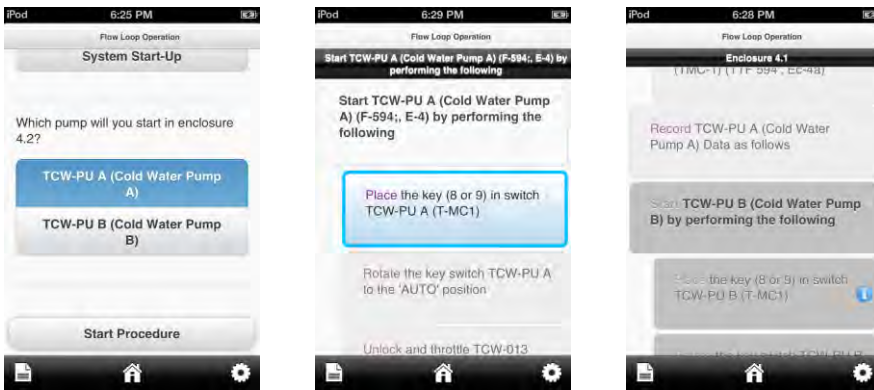 iPod 6:25 PM
Flow Loop Operation
System Start-Up
Which pump will you start in enclosure
4.2?
TCW-PU A (Cold Water Pump
A)
TCW-PU B (Cold Water Pump
B)
Start Procedure
iPod 6:29 PM
Flow Loop Operation
Start TCW-PU A (Cold Water Pump A) (F-594:, E-4) by
performing the following
Start TCW-PU A (Cold Water Pump
A) (F-594:, E-4) by performing the
following
Place the key (8 or 9) in switch
TCW-PU A (T-MC1)
Rotate the key switch TCW-PU A
to the 'AUTO' position
Unlock and throttle TCW-013
iPod 6:28 PM
Flow Loop Operation
Enclosure 4.1
Record TCW-PU A (Cold Water
Pump A) Data as follows
Start TCW-PU B (Cold Water Pump
B) by performing the following
Place the key (8 or 9) in switch
TCW-PU B (T-MC1)